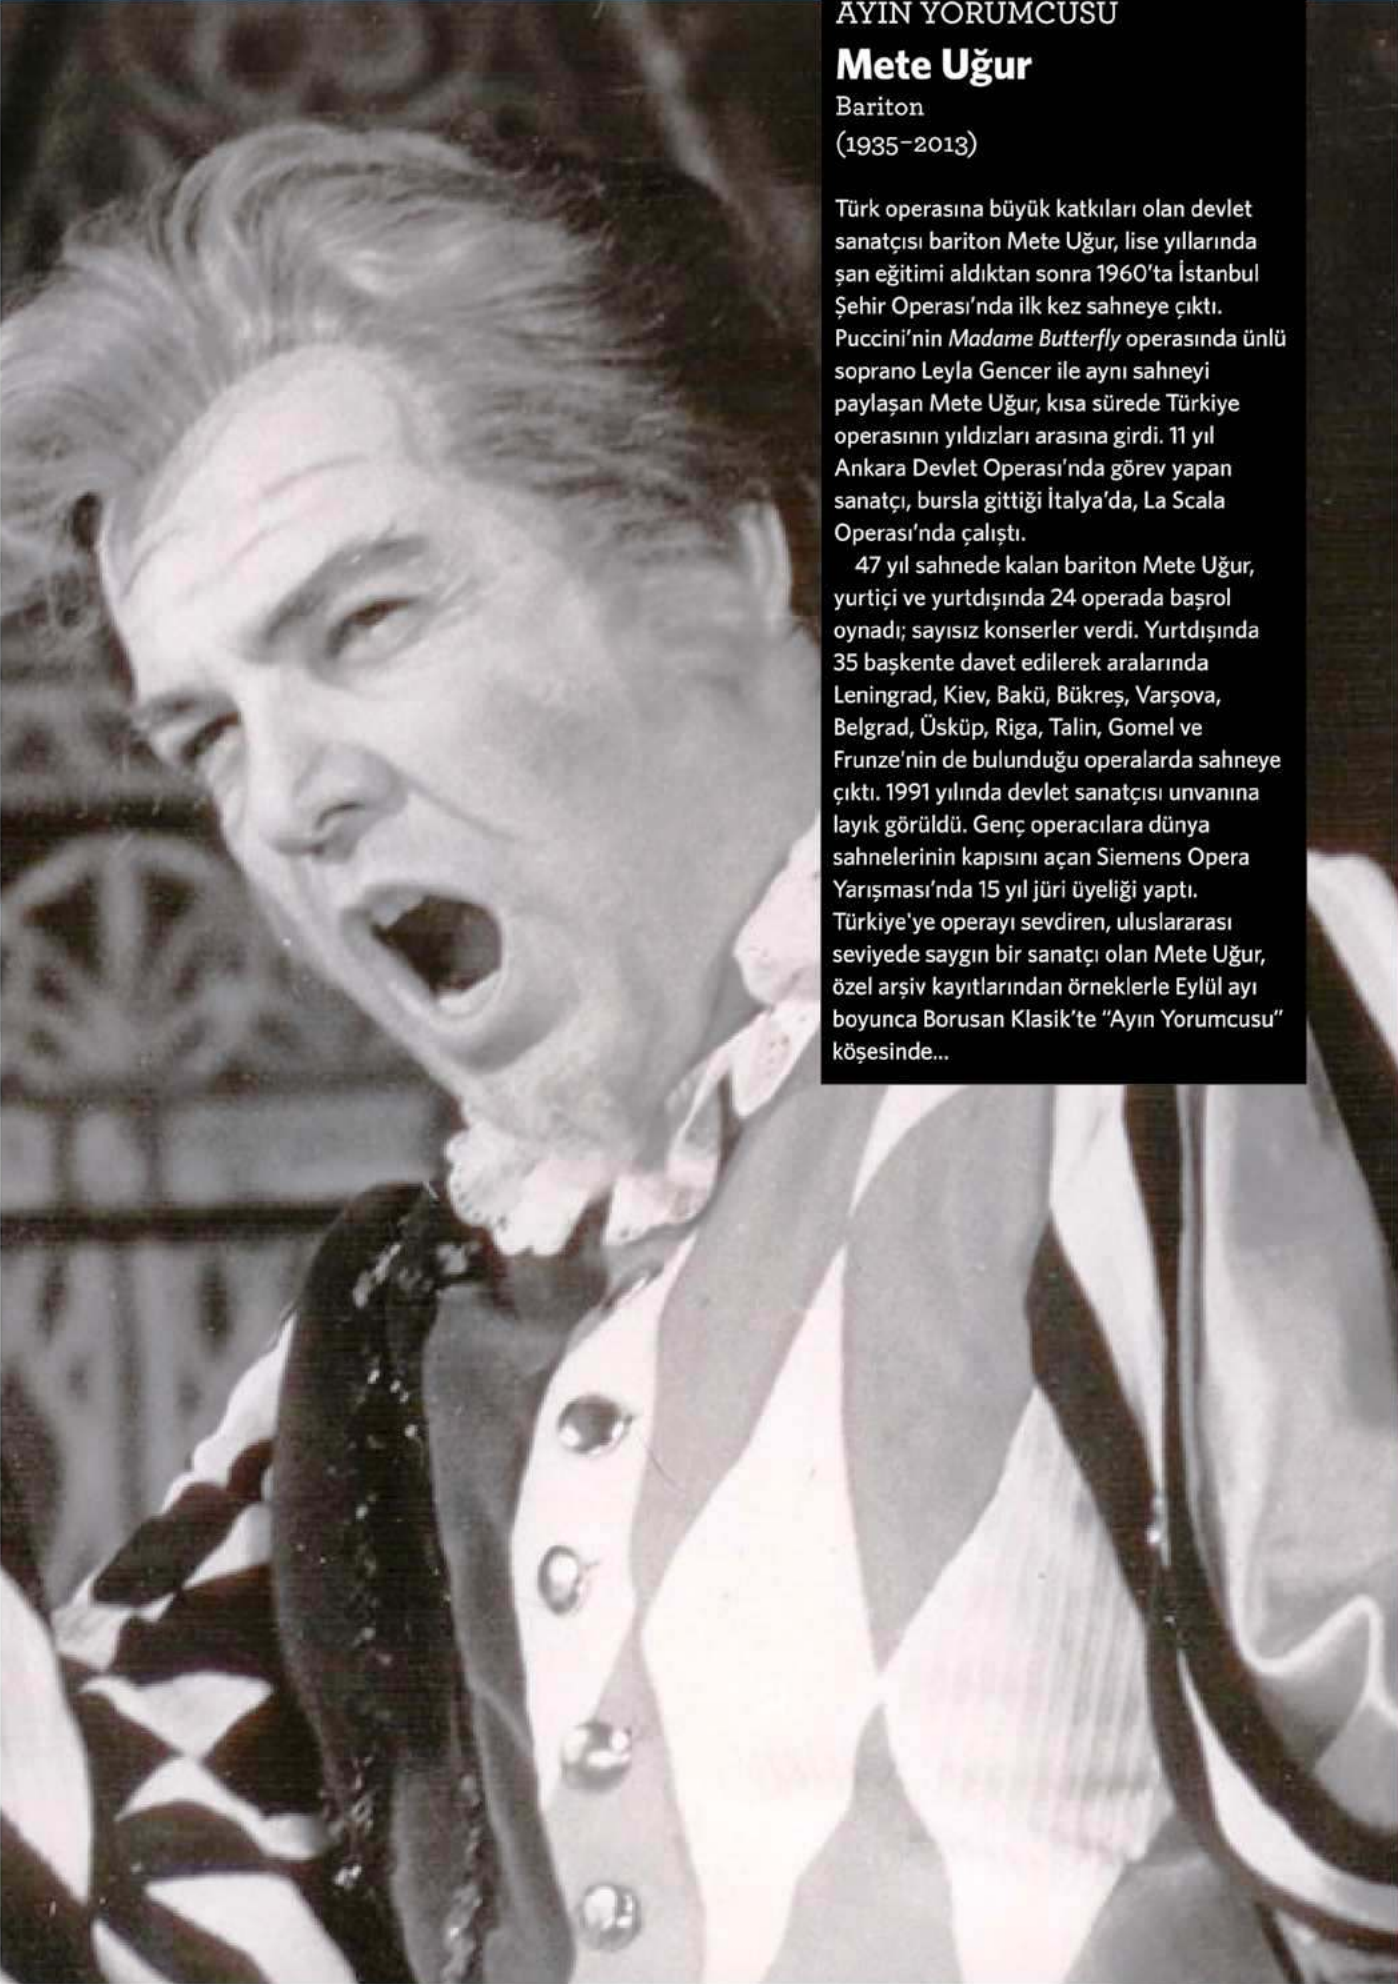 AYIN YORUMCUSU
Mete Uğur
Bariton
(1935-2013)
Türk operasına büyük katkıları olan devlet
sanatçısı bariton Mete Uğur, lise yıllarında
şan eğitimi aldıktan sonra 1960'ta İstanbul
Şehir Operası'nda ilk kez sahneye çıktı.
Puccini'nin Madame Butterfly operasında ünlü
soprano Leyla Gencer ile aynı sahneyi
paylaşan Mete Uğur, kısa sürede Türkiye
operasının yıldızları arasına girdi. 11 yıl
Ankara Devlet Operası'nda görev yapan
sanatçı, bursla gittiği İtalya'da, La Scala
Operası'nda çalıştı.
47 yıl sahnede kalan bariton Mete Uğur,
yurtiçi ve yurtdışında 24 operada başrol
oynadı; sayısız konserler verdi. Yurtdışında
35 başkente davet edilerek aralarında
Leningrad, Kiev, Bakü, Bükreş, Varşova,
Belgrad, Üsküp, Riga, Talin, Gomel ve
Frunze'nin de bulunduğu operalarda sahneye
çıktı. 1991 yılında devlet sanatçısı unvanına
layık görüldü. Genç operacılara dünya
sahnelerinin kapısını açan Siemens Opera
Yarışması'nda 15 yıl jüri üyeliği yaptı.
Türkiye'ye operayı sevdiren, uluslararası
seviyede saygın bir sanatçı olan Mete Uğur,
özel arşiv kayıtlarından örneklerle Eylül ayı
boyunca Borusan Klasik'te “Ayın Yorumcusu”
köşesinde...